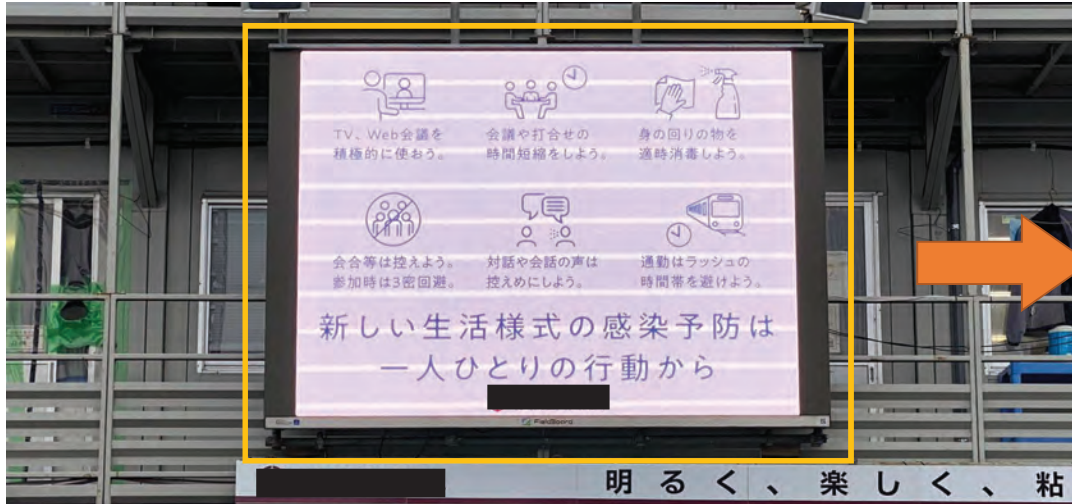 TV、Web会議を
積極的に使おう。
会議や打合せの
時間短縮をしよう。
身の回りの物を
適時消毒しよう。
会合等は控えよう。
参加時は3密回避。
対話や会話の声は
控えめにしよう。
通勤はラッシュの
時間帯を避けよう。
新しい生活様式の感染予防は
一人ひとりの行動から
FieldBoard
明るく、楽しく、粘